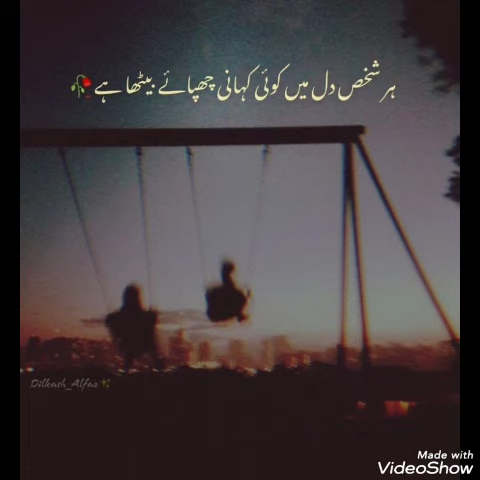 ہر شخص دل میں کوئی کہانی چھپائے بیٹھا ہے🥀
Dilkash_Alfaz✨
Made with
VideoShow